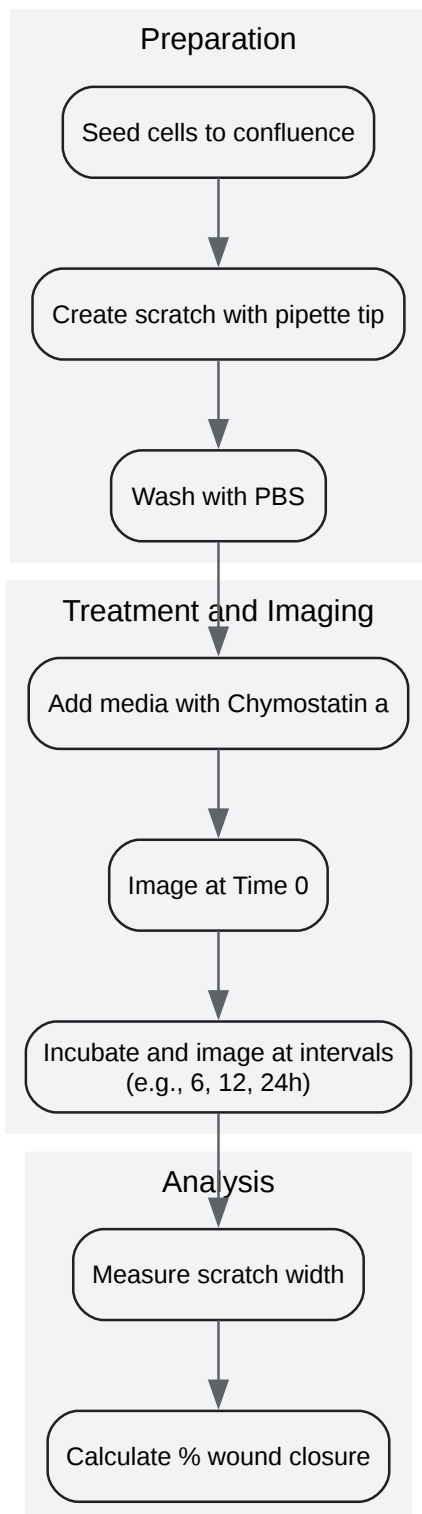 Preparation
Seed cells to confluence
Create scratch with pipette tip
Wash with PBS
Treatment and Imaging
Add media with Chymostatin a
Image at Time 0
Incubate and image at intervals
(e.g., 6, 12, 24h)
Analysis
Measure scratch width
Calculate % wound closure